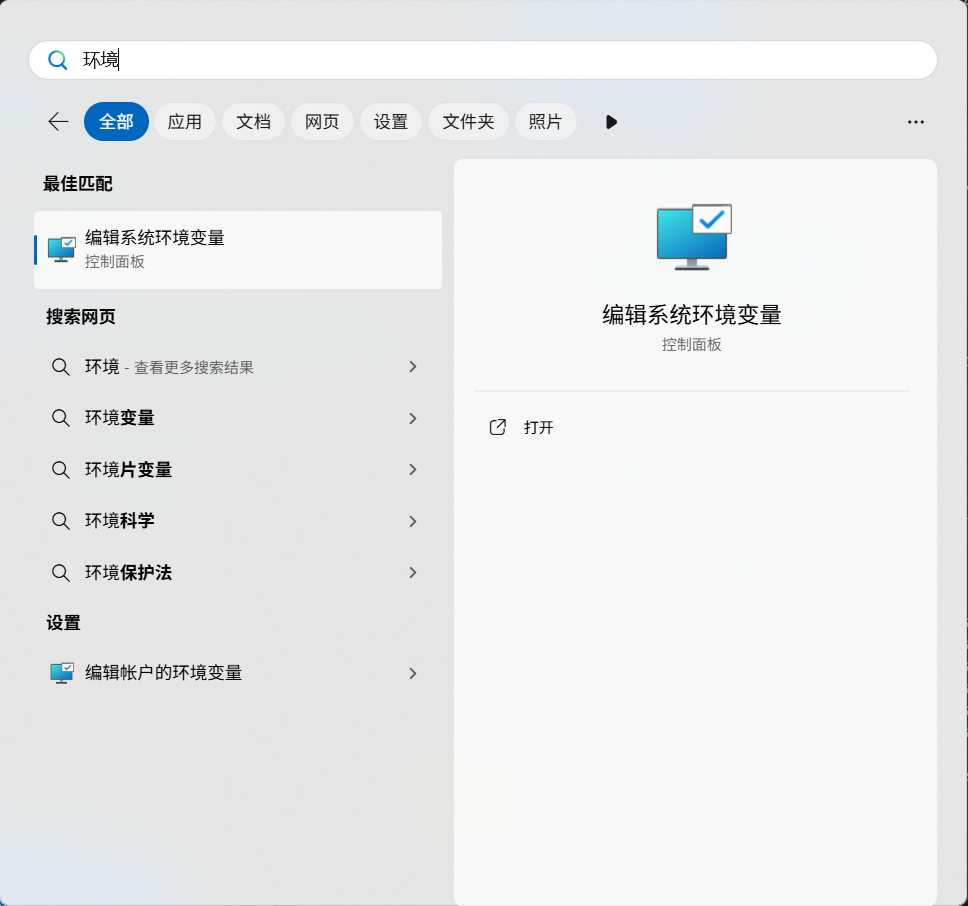 环境
全部 应用 文档 网页 设置 文件夹 照片
最佳匹配
编辑系统环境变量
控制面板
搜索网页
环境 - 查看更多搜索结果
环境变量
环境片变量
环境科学
环境保护法
设置
编辑帐户的环境变量
编辑系统环境变量
控制面板
打开